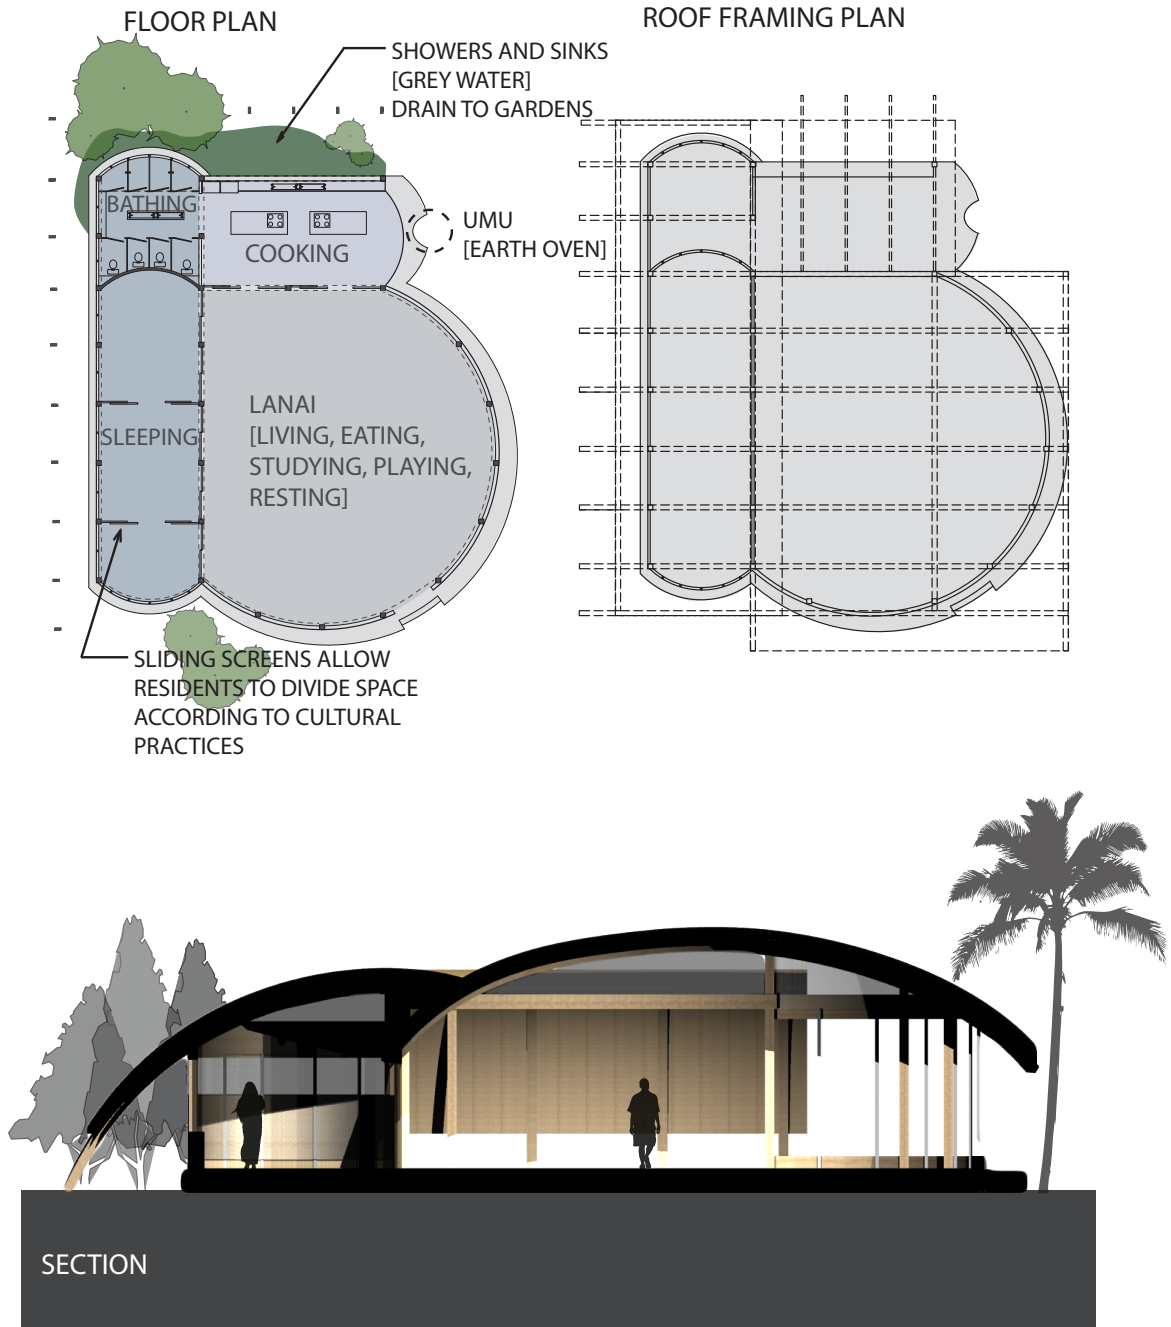 FLOOR PLAN
ROOF FRAMING PLAN
SHOWERS AND SINKS
[GREY WATER]
DRAIN TO GARDENS
BATHING
UMU
[EARTH OVEN]
COOKING
LANAI
[LIVING, EATING,
STUDYING, PLAYING,
RESTING]
SLEEPING
SLIDING SCREENS ALLOW
RESIDENTS TO DIVIDE SPACE
ACCORDING TO CULTURAL
PRACTICES
SECTION